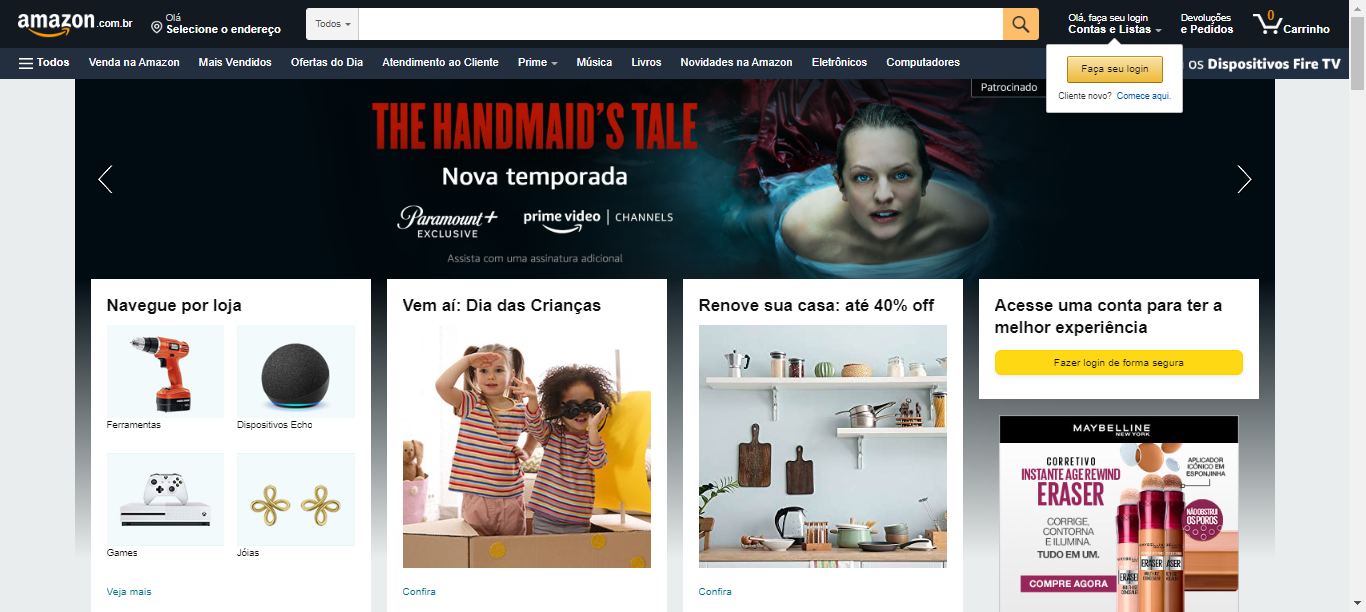 amazon.com.br
Olá
Selecione o endereço
Todos
Olá, faça seu login
Contas e Listas
Devoluções
e Pedidos
0
Carrinho
Todos
Venda na Amazon
Mais Vendidos
Ofertas do Dia
Atendimento ao Cliente
Prime
Música
Livros
Novidades na Amazon
Eletrônicos
Computadores
os Dispositivos Fire TV
Faça seu login
Cliente novo? Comece aqui.
Patrocinado
THE HANDMAID'S TALE
Nova temporada
Paramount+
EXCLUSIVE
prime video | CHANNELS
Assista com uma assinatura adicional
Navegue por loja
Ferramentas
Dispositivos Echo
Games
Jóias
Veja mais
Vem aí: Dia das Crianças
Confira
Renove sua casa: até 40% off
Confira
Acesse uma conta para ter a
melhor experiência
Fazer login de forma segura
MAYBELLINE
NEW YORK
CORRETIVO
INSTANT AGE REWIND
ERASER
APLICADOR
ICÔNICO EM
ESPONJINHA
CORRIGE,
CONTORNA
E ILUMINA.
TUDO EM UM.
NÃO OBSTRUI
OS POROS
COMPRE AGORA
ERASER
ERASER